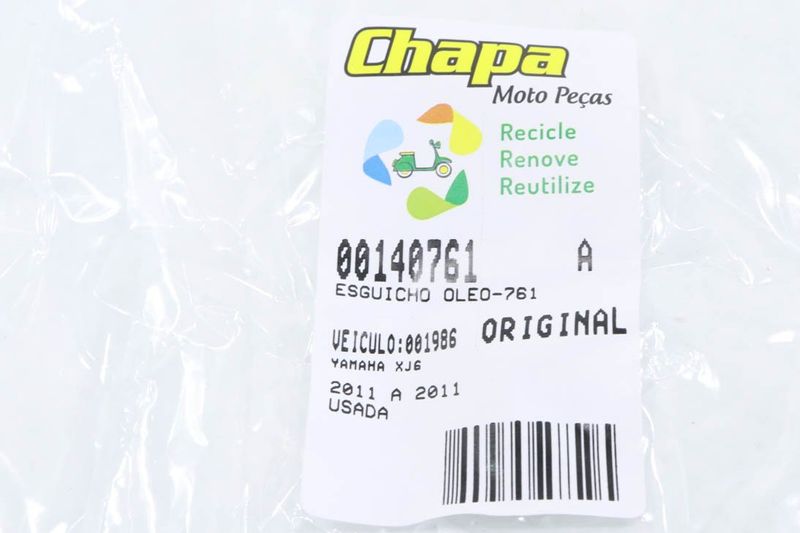 Chapa
Moto Peças
Recicle
Renove
Reutilize
00140761 A
ESGUICHO OLEO-761
VEICULO:001986 ORIGINAL
YAMAHA XJ6
2011 A 2011
USADA